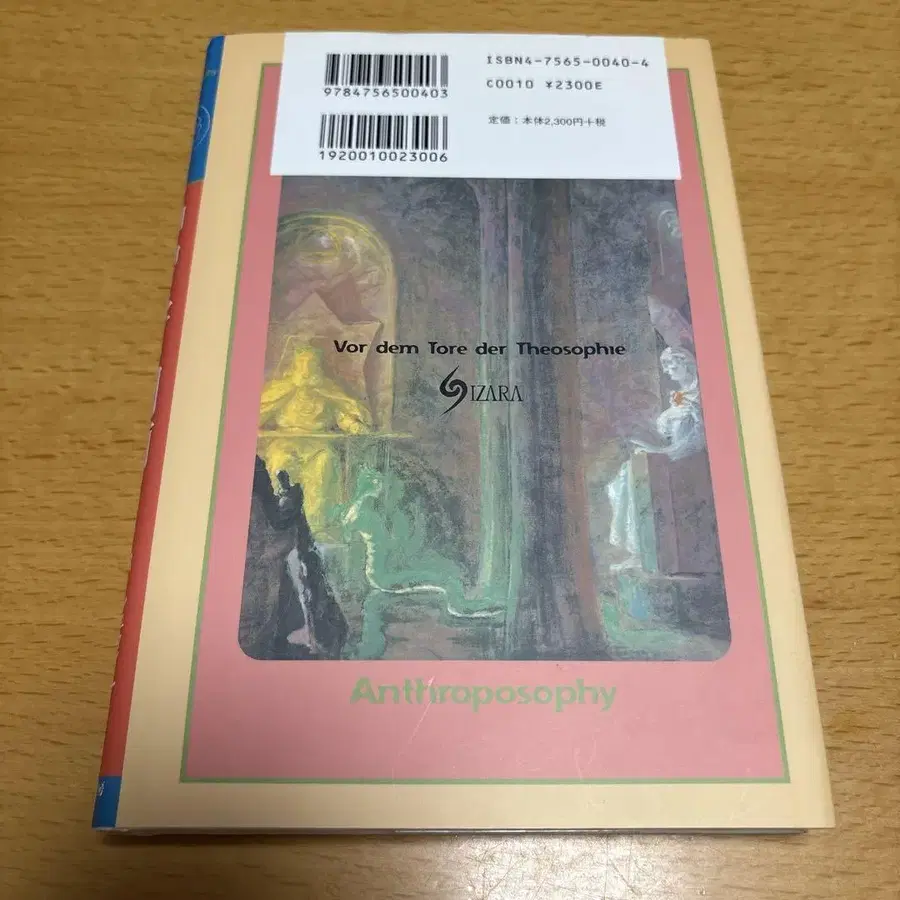 ISBN4-7565-0040-4
9784756500403
C0010 ¥2300E
定価：本体2,300円+税
1920010023006
Vor dem Tore der Theosophie
IZARA
Anthroposophy